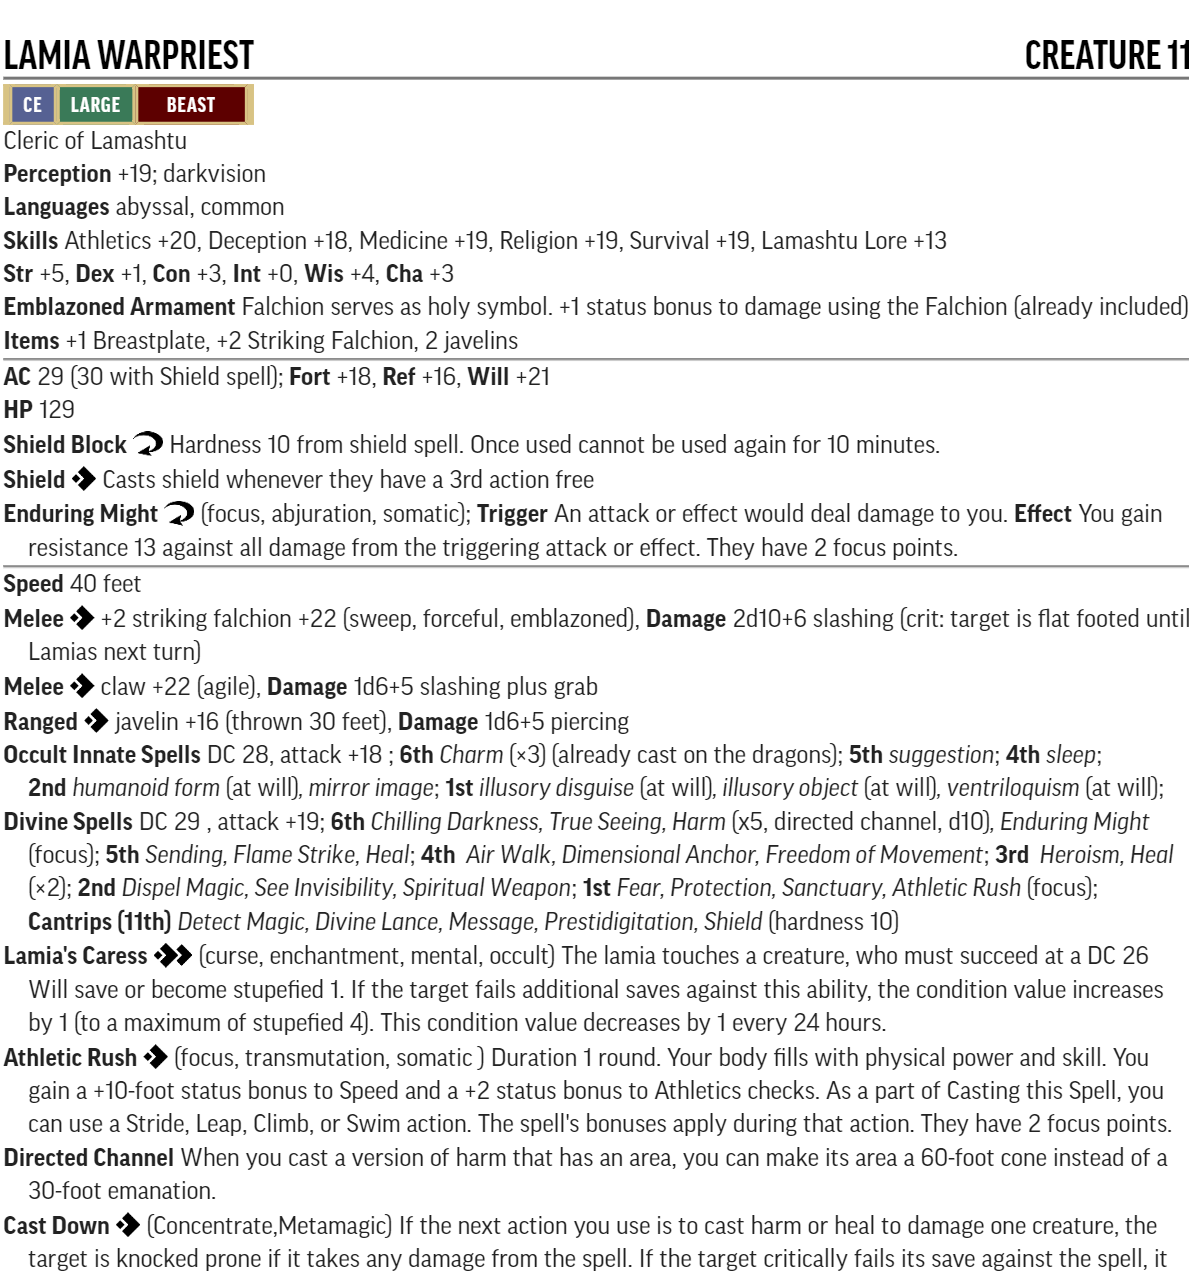 LAMIA WARPRIEST CREATURE 11
CE LARGE BEAST
Cleric of Lamashtu
Perception +19; darkvision
Languages abyssal, common
Skills Athletics +20, Deception +18, Medicine +19, Religion +19, Survival +19, Lamashtu Lore +13
Str +5, Dex +1, Con +3, Int +0, Wis +4, Cha +3
Emblazoned Armament Falchion serves as holy symbol. +1 status bonus to damage using the Falchion (already included)
Items +1 Breastplate, +2 Striking Falchion, 2 javelins
AC 29 (30 with Shield spell); Fort +18, Ref +16, Will +21
HP 129
Shield Block Hardness 10 from shield spell. Once used cannot be used again for 10 minutes.
Shield Casts shield whenever they have a 3rd action free
Enduring Might (focus, abjuration, somatic); Trigger An attack or effect would deal damage to you. Effect You gain
resistance 13 against all damage from the triggering attack or effect. They have 2 focus points.
Speed 40 feet
Melee +2 striking falchion +22 (sweep, forceful, emblazoned), Damage 2d10+6 slashing (crit: target is flat footed until
Lamias next turn)
Melee claw +22 (agile), Damage 1d6+5 slashing plus grab
Ranged javelin +16 (thrown 30 feet), Damage 1d6+5 piercing
Occult Innate Spells DC 28, attack +18 ; 6th Charm (×3) (already cast on the dragons); 5th suggestion; 4th sleep;
2nd humanoid form (at will), mirror image; 1st illusory disguise (at will), illusory object (at will), ventriloquism (at will);
Divine Spells DC 29 , attack +19; 6th Chilling Darkness, True Seeing, Harm (x5, directed channel, d10), Enduring Might
(focus); 5th Sending, Flame Strike, Heal; 4th Air Walk, Dimensional Anchor, Freedom of Movement; 3rd Heroism, Heal
(×2); 2nd Dispel Magic, See Invisibility, Spiritual Weapon; 1st Fear, Protection, Sanctuary, Athletic Rush (focus);
Cantrips (11th) Detect Magic, Divine Lance, Message, Prestidigitation, Shield (hardness 10)
Lamia's Caress (curse, enchantment, mental, occult) The lamia touches a creature, who must succeed at a DC 26
Will save or become stupefied 1. If the target fails additional saves against this ability, the condition value increases
by 1 (to a maximum of stupefied 4). This condition value decreases by 1 every 24 hours.
Athletic Rush (focus, transmutation, somatic ) Duration 1 round. Your body fills with physical power and skill. You
gain a +10-foot status bonus to Speed and a +2 status bonus to Athletics checks. As a part of Casting this Spell, you
can use a Stride, Leap, Climb, or Swim action. The spell's bonuses apply during that action. They have 2 focus points.
Directed Channel When you cast a version of harm that has an area, you can make its area a 60-foot cone instead of a
30-foot emanation.
Cast Down (Concentrate,Metamagic) If the next action you use is to cast harm or heal to damage one creature, the
target is knocked prone if it takes any damage from the spell. If the target critically fails its save against the spell, it